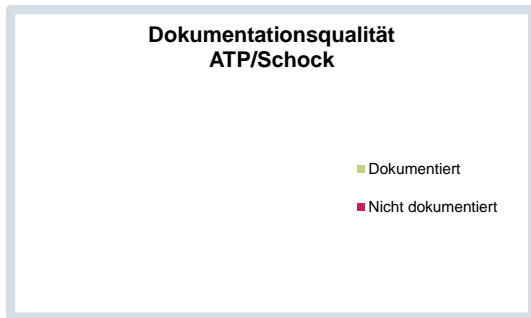 Dokumentationsqualität
ATP/Schock
Dokumentiert
Nicht dokumentiert